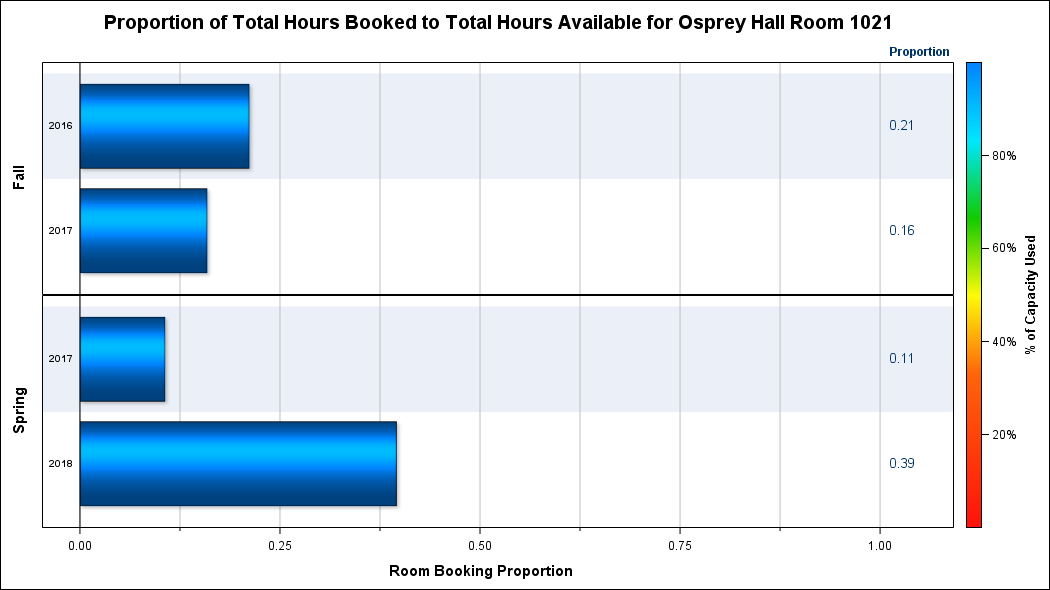 Proportion of Total Hours Booked to Total Hours Available for Osprey Hall Room 1021
Proportion
Fall
2016
0.21
2017
0.16
Spring
2017
0.11
2018
0.39
0.00 0.25 0.50 0.75 1.00
Room Booking Proportion
80%
60%
40%
20%
% of Capacity Used